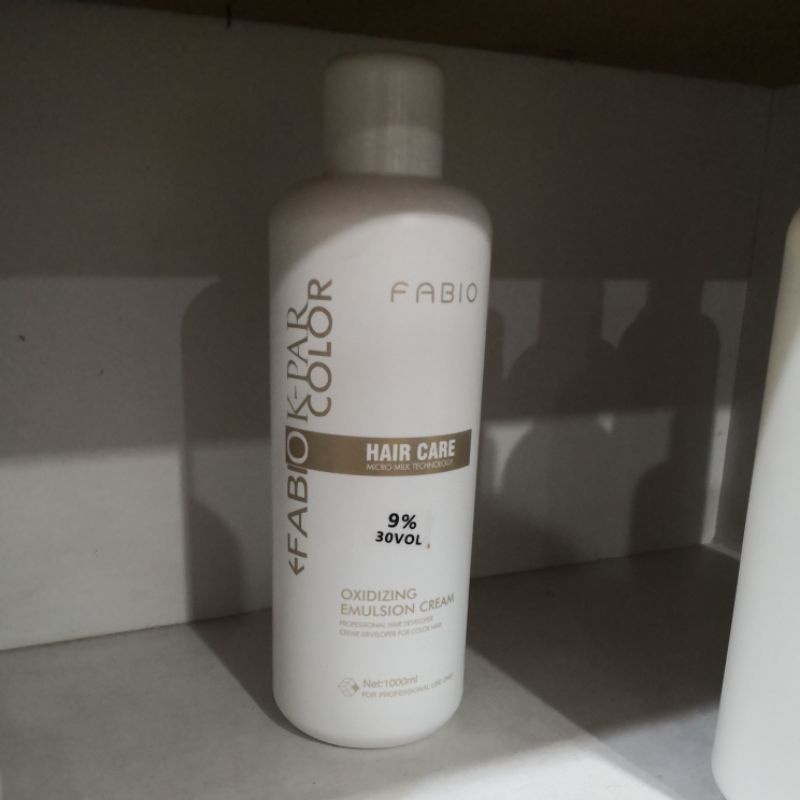 FABIO
FABIO K-PAR
COLOR
HAIR CARE
MICRO-MILK TECHNOLOGY
9%
30VOL
OXIDIZING
EMULSION CREAM
PROFESSIONAL HAIR DEVELOPER
CREME DEVELOPER FOR COLOR HAIR
Net:1000ml
FOR PROFESSIONAL USE ONLY